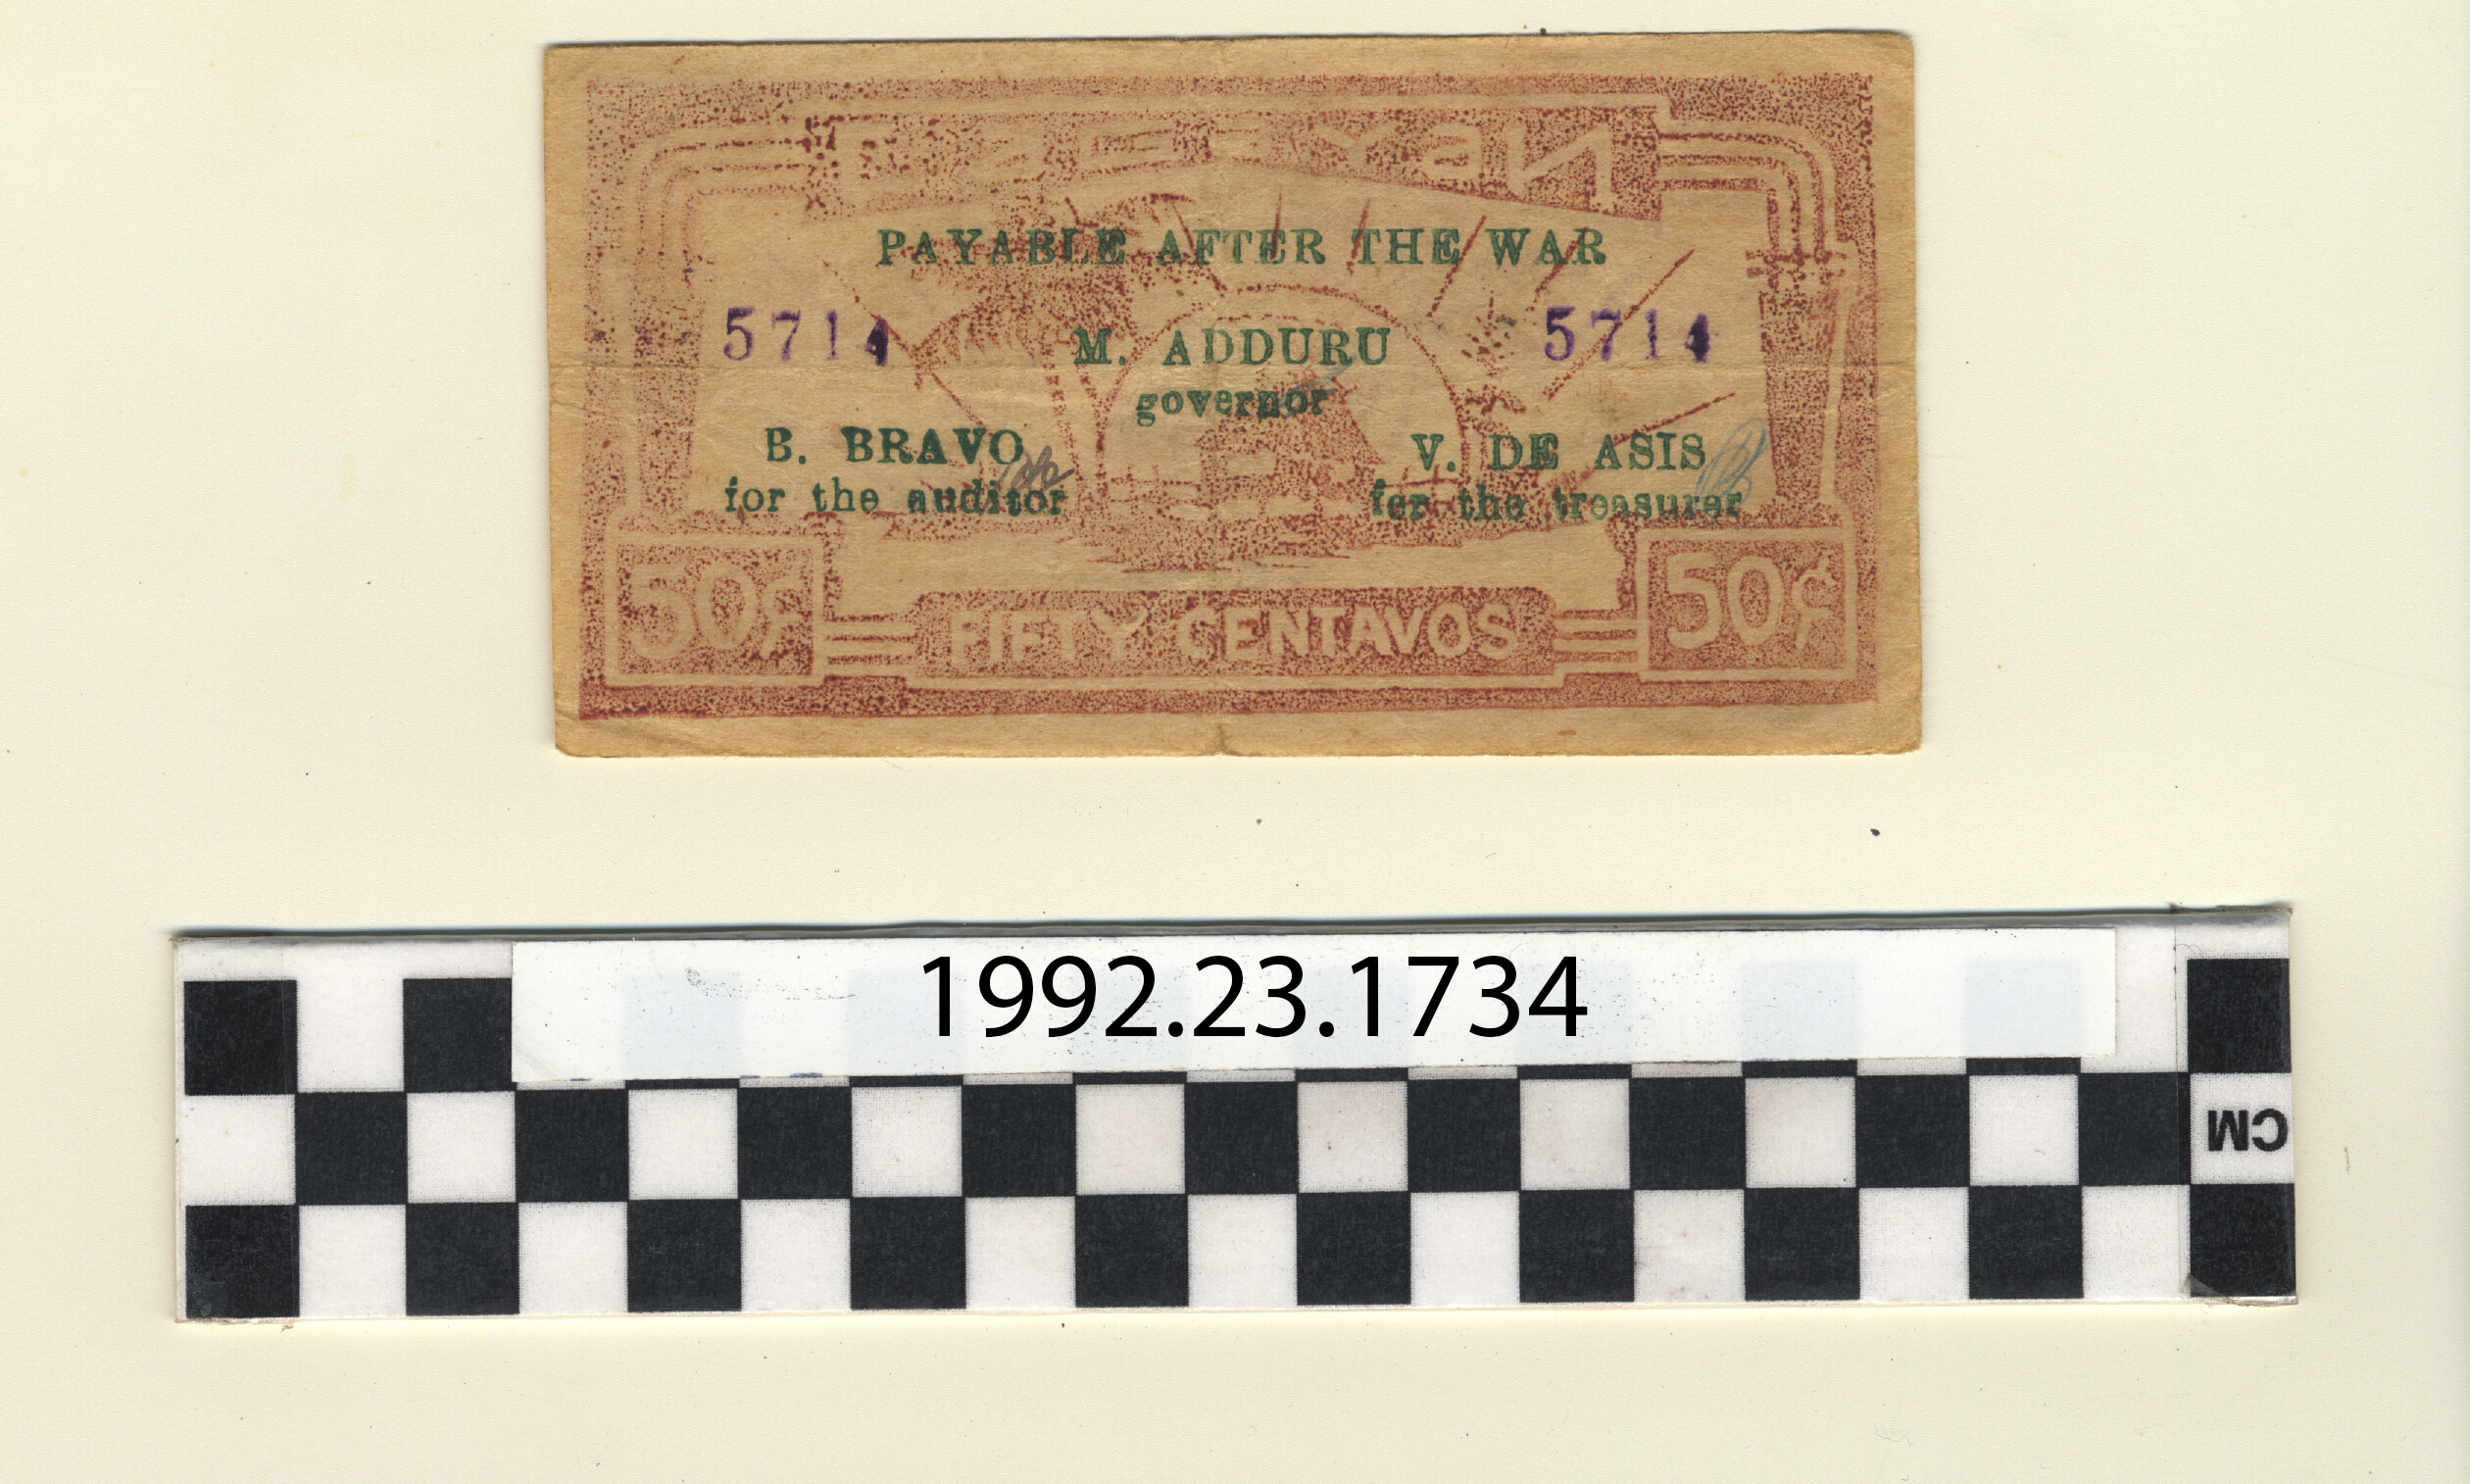 CAGAYAN
PAYABLE AFTER THE WAR
5714 5714
M. ADDURU
governor
B. BRAVO V. DE ASIS
for the auditor for the treasurer
50¢ FIFTY CENTAVOS 50¢
1992.23.1734
CM